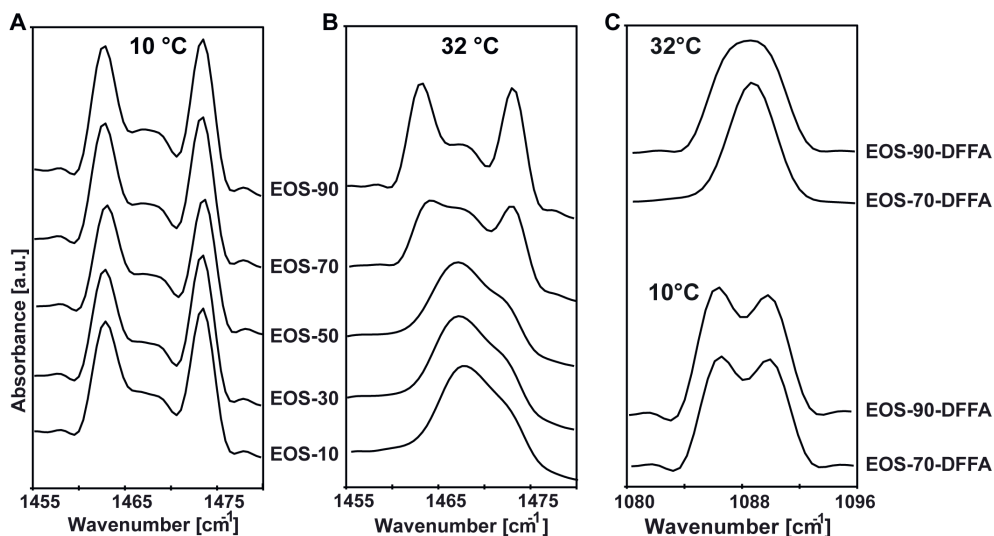 A
10 °C
B
32 °C
C
32°C
EOS-90-DFFA
EOS-70-DFFA
10°C
EOS-90-DFFA
EOS-70-DFFA
EOS-90
EOS-70
EOS-50
EOS-30
EOS-10
Absorbance [a.u.]
1455 1465 1475
Wavenumber [cm-1]
1455 1465 1475
Wavenumber [cm-1]
1080 1088 1096
Wavenumber [cm-1]